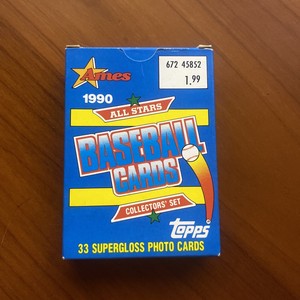 Ames
672 45852
1.99
1990
ALL STARS
BASEBALL
CARDS
COLLECTORS' SET
TOPPS
33 SUPERGLOSS PHOTO CARDS